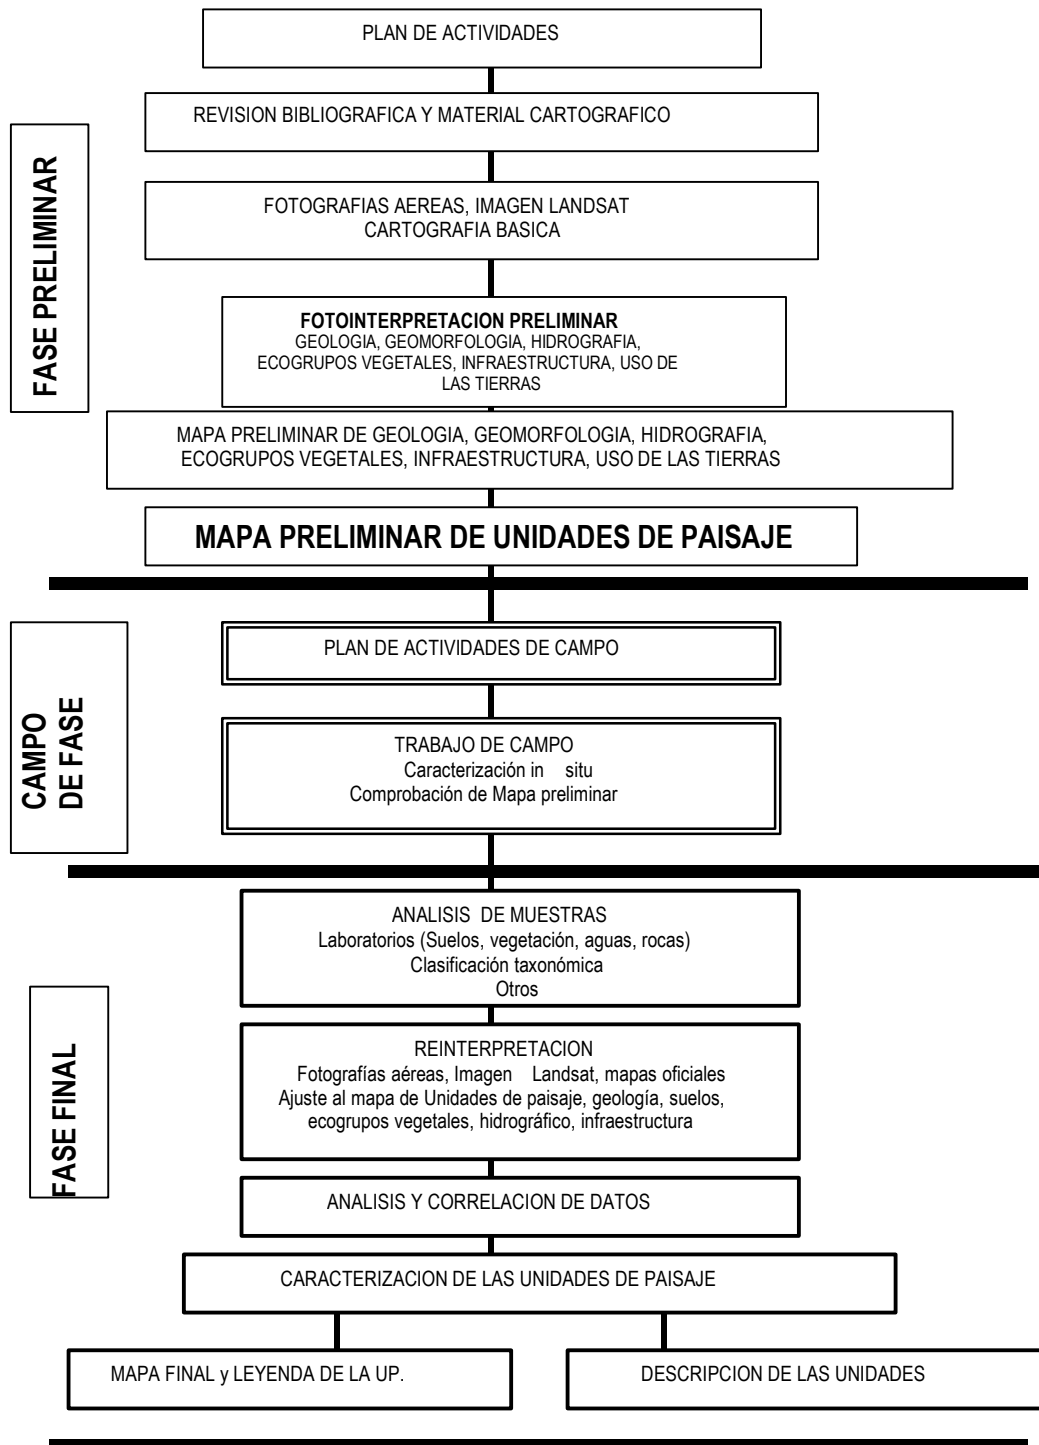 PLAN DE ACTIVIDADES
REVISION BIBLIOGRAFICA Y MATERIAL CARTOGRAFICO
FASE PRELIMINAR
FOTOGRAFIAS AEREAS, IMAGEN LANDSAT
CARTOGRAFIA BASICA
FOTOINTERPRETACION PRELIMINAR
GEOLOGIA, GEOMORFOLOGIA, HIDROGRAFIA,
ECOGRUPOS VEGETALES, INFRAESTRUCTURA, USO DE
LAS TIERRAS
MAPA PRELIMINAR DE GEOLOGIA, GEOMORFOLOGIA, HIDROGRAFIA,
ECOGRUPOS VEGETALES, INFRAESTRUCTURA, USO DE LAS TIERRAS
MAPA PRELIMINAR DE UNIDADES DE PAISAJE
CAMPO
DE FASE
PLAN DE ACTIVIDADES DE CAMPO
TRABAJO DE CAMPO
Caracterización in situ
Comprobación de Mapa preliminar
FASE FINAL
ANALISIS DE MUESTRAS
Laboratorios (Suelos, vegetación, aguas, rocas)
Clasificación taxonómica
Otros
REINTERPRETACION
Fotografías aéreas, Imagen Landsat, mapas oficiales
Ajuste al mapa de Unidades de paisaje, geología, suelos,
ecogrupos vegetales, hidrográfico, infraestructura
ANALISIS Y CORRELACION DE DATOS
CARACTERIZACION DE LAS UNIDADES DE PAISAJE
MAPA FINAL y LEYENDA DE LA UP.
DESCRIPCION DE LAS UNIDADES